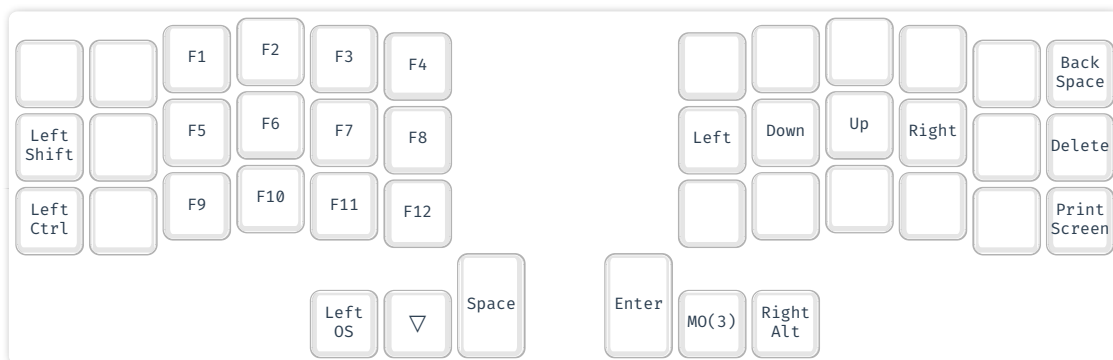 F1 F2 F3 F4 Back
Space
Left
Shift F5 F6 F7 F8 Left Down Up Right Delete
Left
Ctrl F9 F10 F11 F12 Print
Screen
Left
OS ▽ Space Enter MO(3) Right
Alt